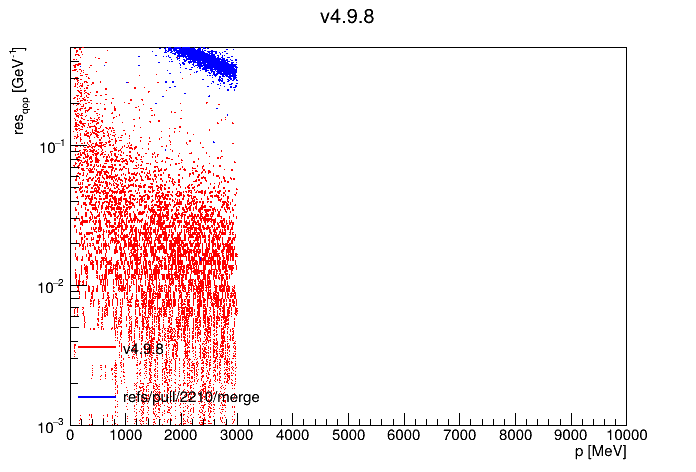 v4.9.8
res_qop [GeV^-1]
10^-1
10^-2
10^-3
v4.9.8
refs/pull/2210/merge
0 1000 2000 3000 4000 5000 6000 7000 8000 9000 10000
p [MeV]